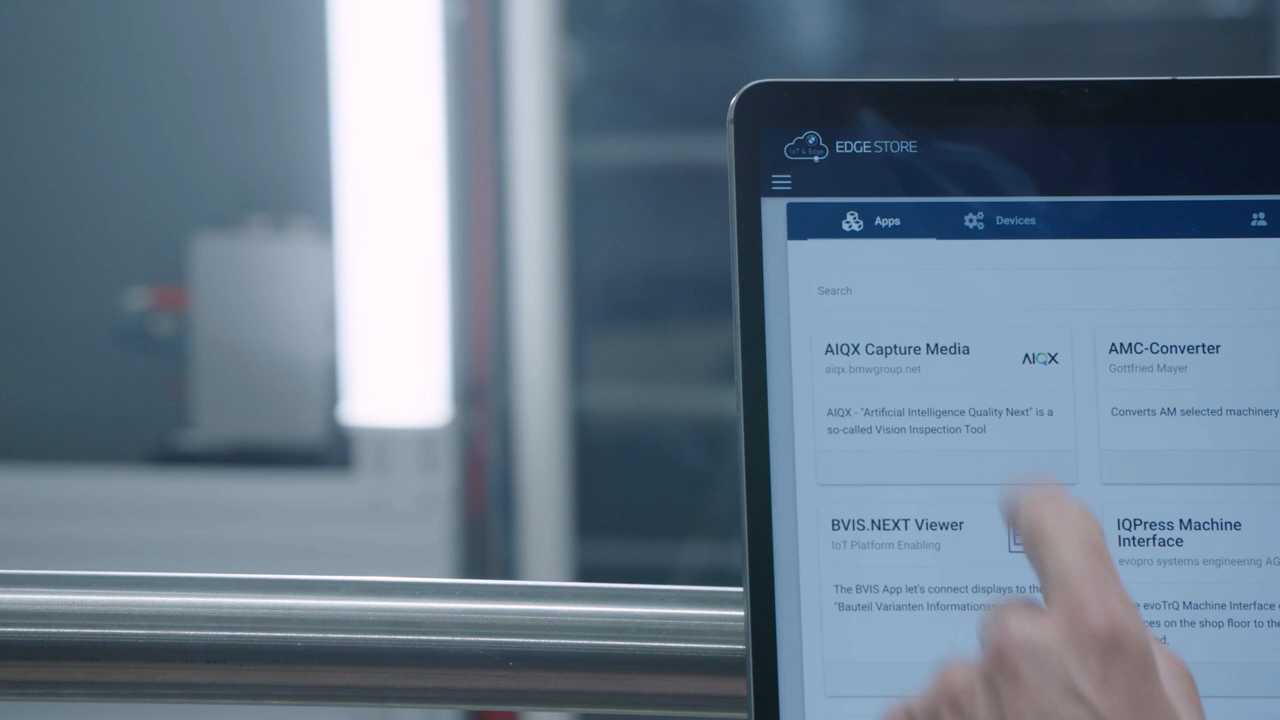 IoT & Edge
EDGE STORE
Apps
Devices
Search
AIQX Capture Media
aiqx.bmwgroup.net
AIQX
AIQX - "Artificial Intelligence Quality Next" is a
so-called Vision Inspection Tool
AMC-Converter
Gottfried Mayer
Converts AM selected machinery
BVIS.NEXT Viewer
IoT Platform Enabling
The BVIS App let's connect displays to the
"Bauteil Varianten Informations
IQPress Machine
Interface
evopro systems engineering AG
evoTrQ Machine Interface
on the shop floor to the